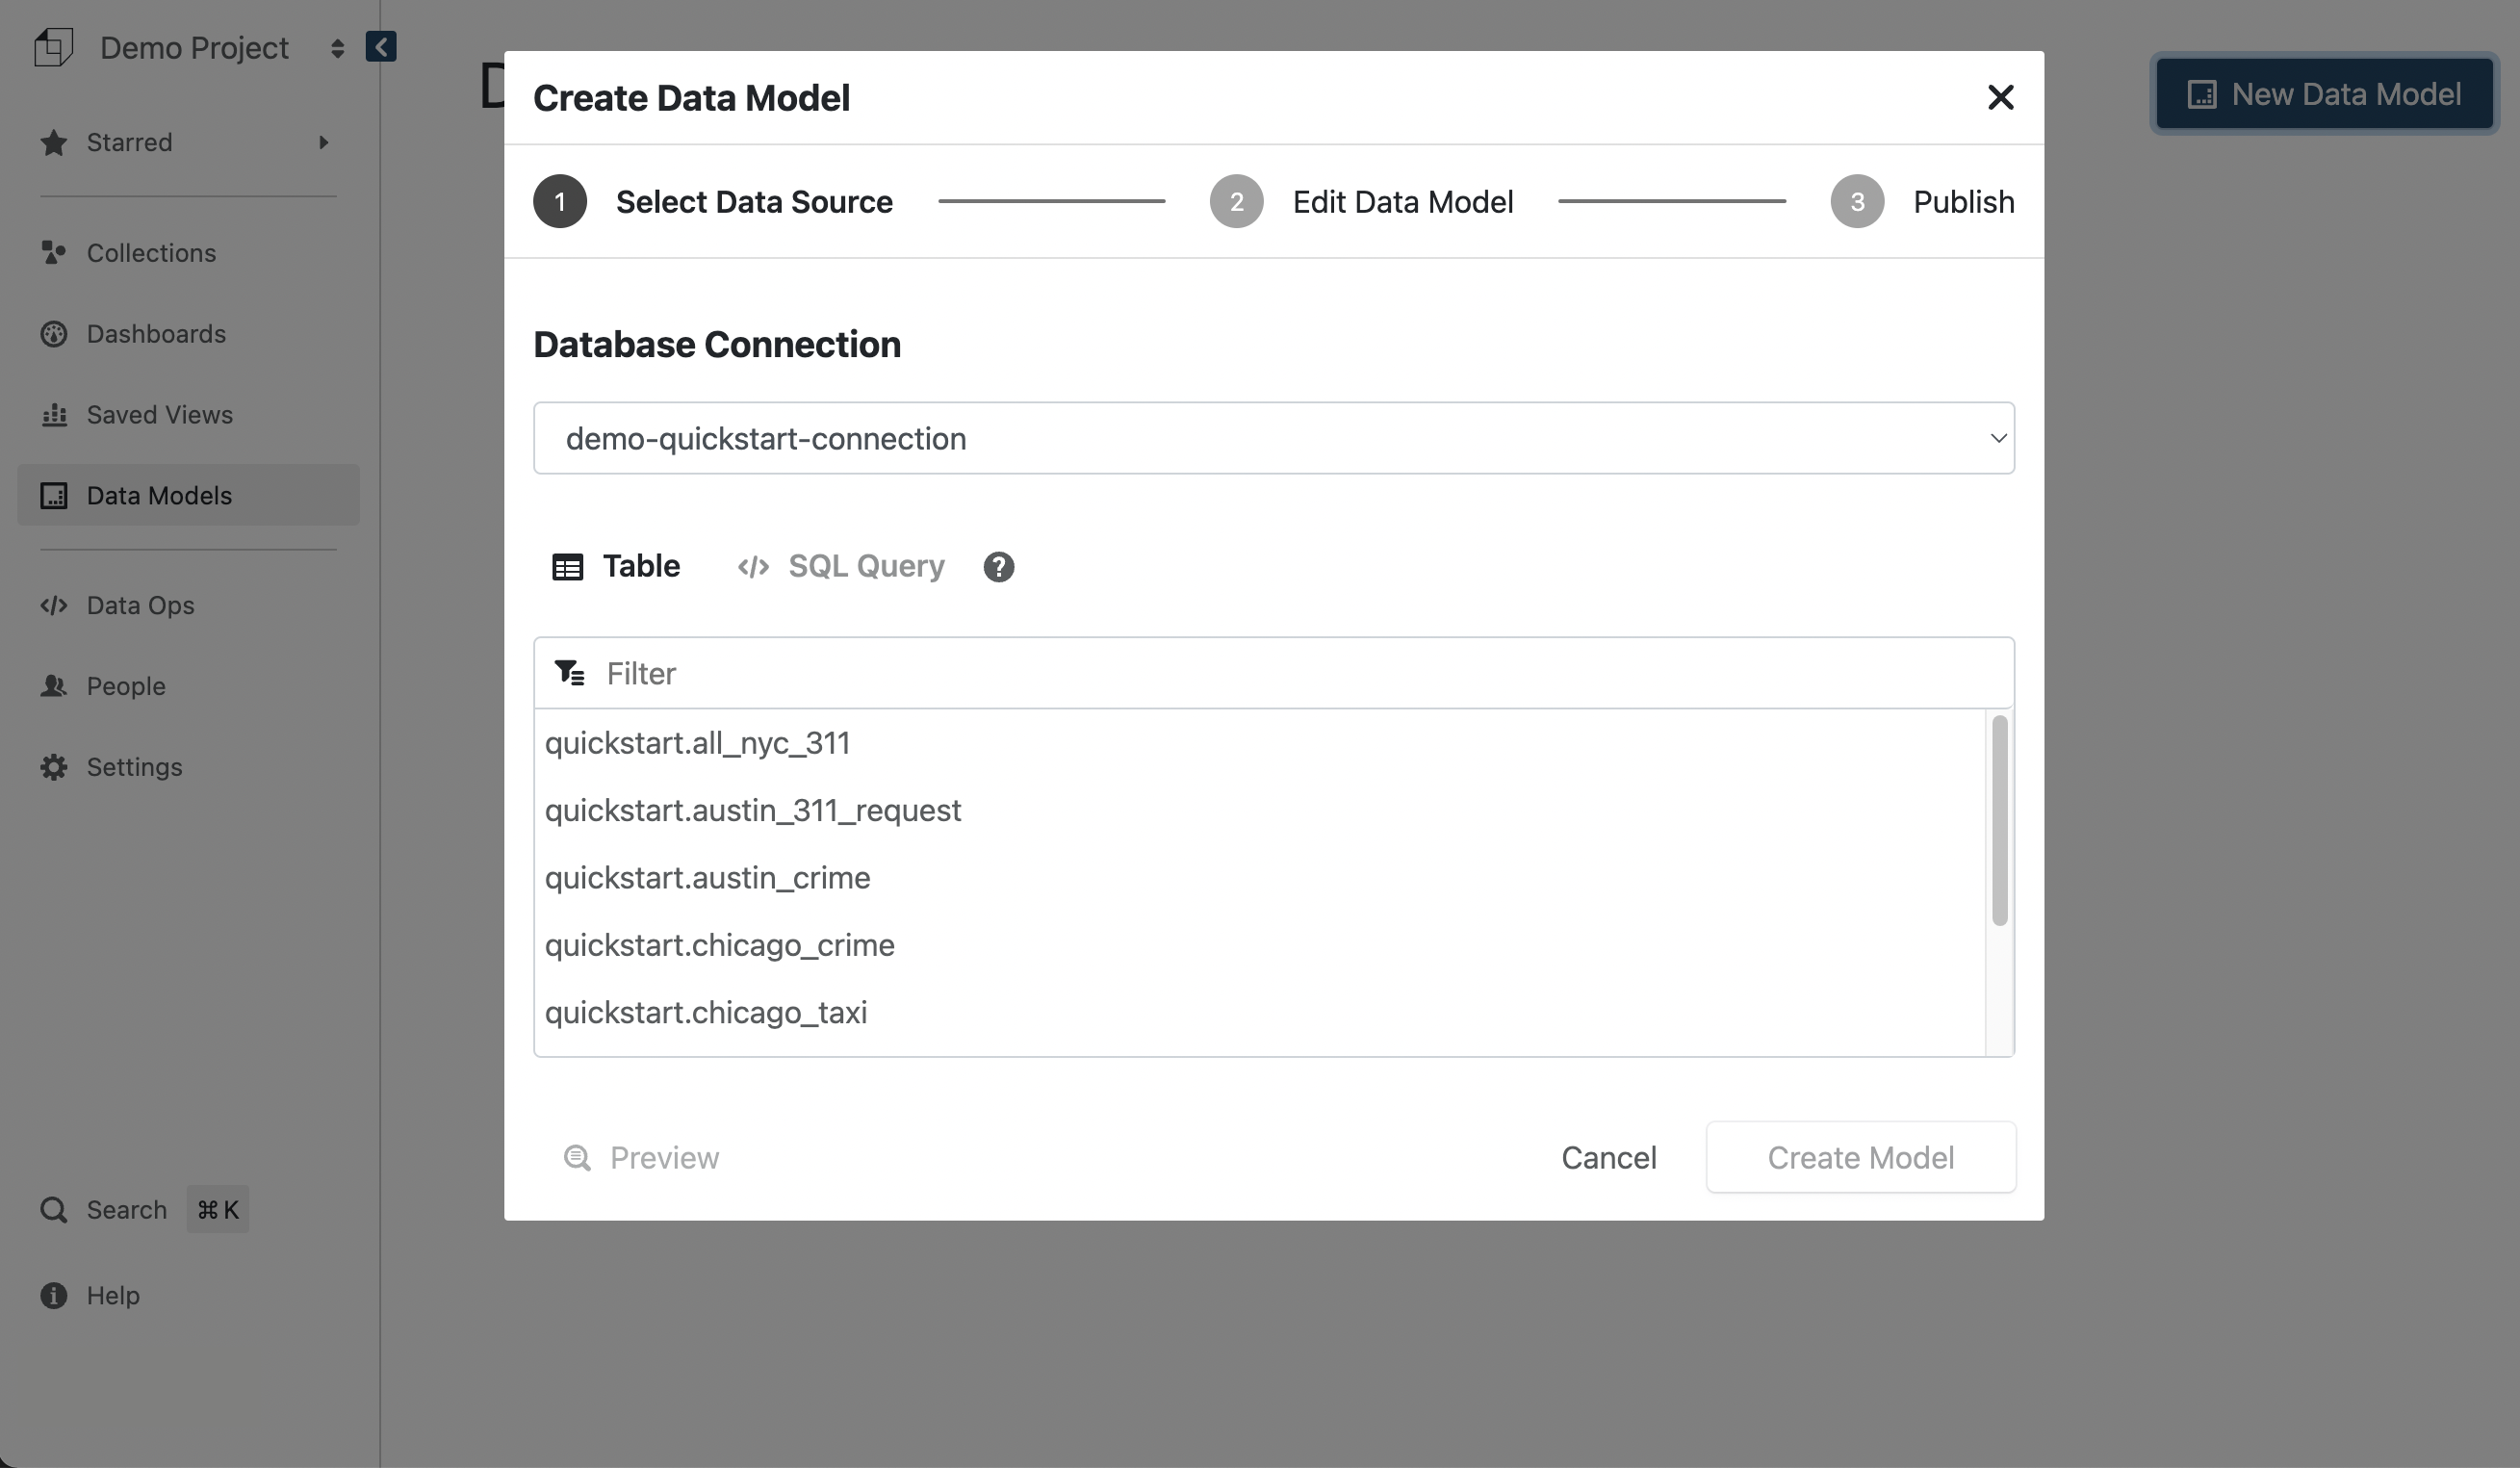 Demo Project
Starred
Collections
Dashboards
Saved Views
Data Models
Data Ops
People
Settings
Search ⌘ K
Help
D
New Data Model
Create Data Model
1 Select Data Source
2 Edit Data Model
3 Publish
Database Connection
demo-quickstart-connection
Table
</> SQL Query ?
Filter
quickstart.all_nyc_311
quickstart.austin_311_request
quickstart.austin_crime
quickstart.chicago_crime
quickstart.chicago_taxi
Preview
Cancel
Create Model